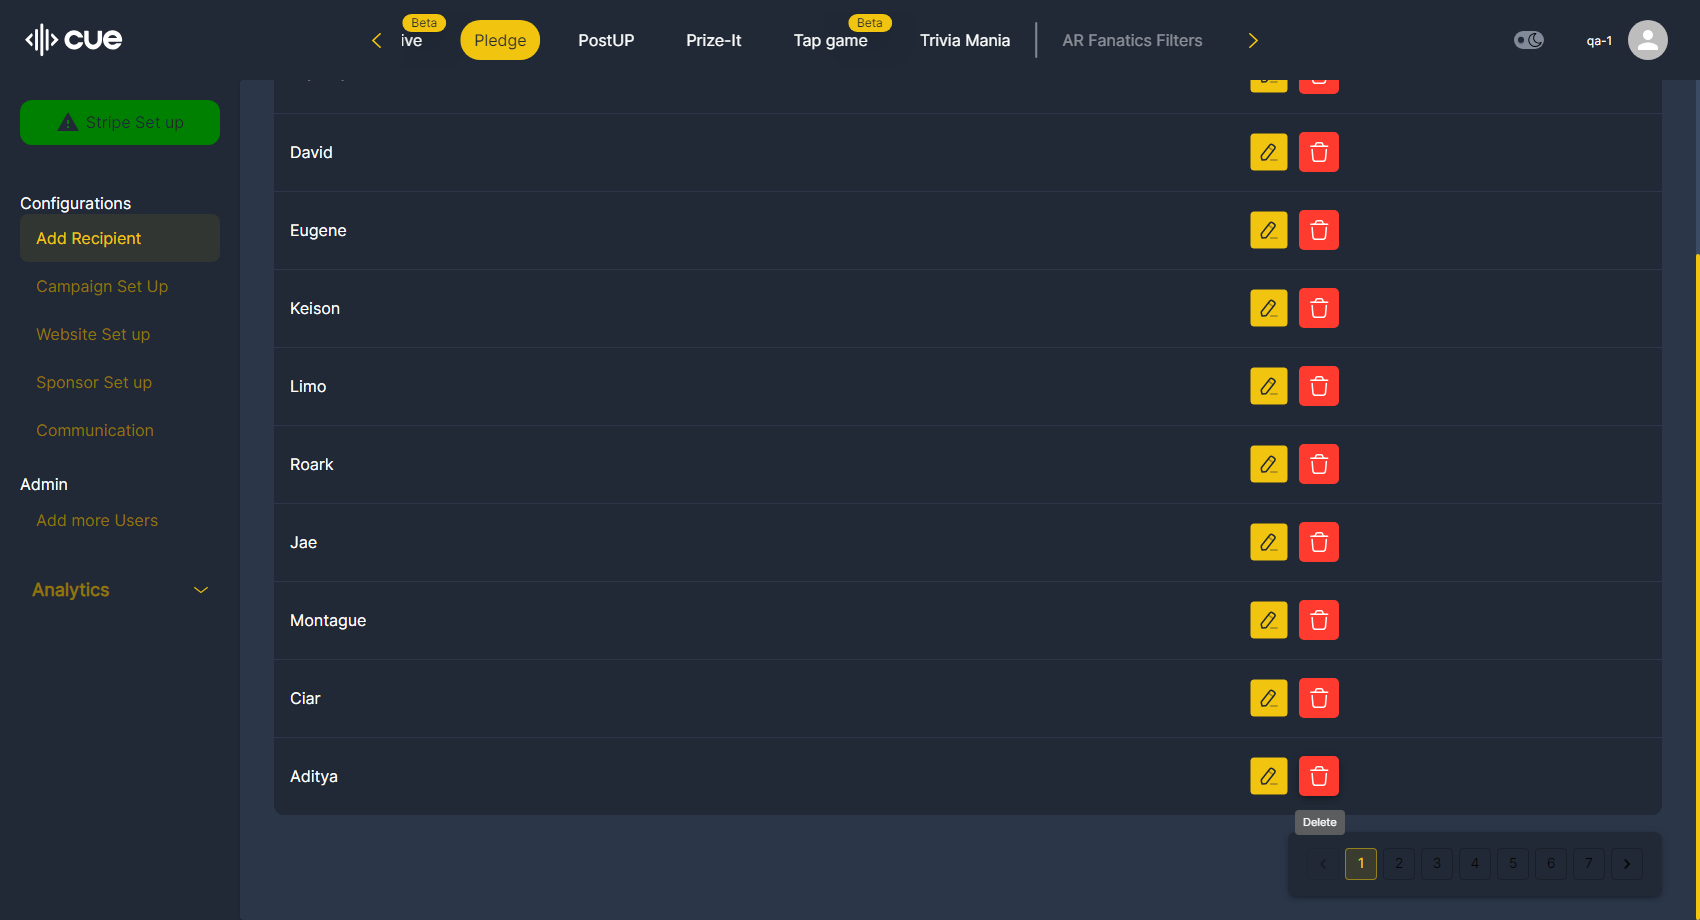 cue
Beta
ive
Pledge
PostUP
Prize-It
Beta
Tap game
Trivia Mania
AR Fanatics Filters
qa-1
Stripe Set up
Configurations
Add Recipient
Campaign Set Up
Website Set up
Sponsor Set up
Communication
Admin
Add more Users
Analytics
David
Eugene
Keison
Limo
Roark
Jae
Montague
Ciar
Aditya
Delete
1 2 3 4 5 6 7